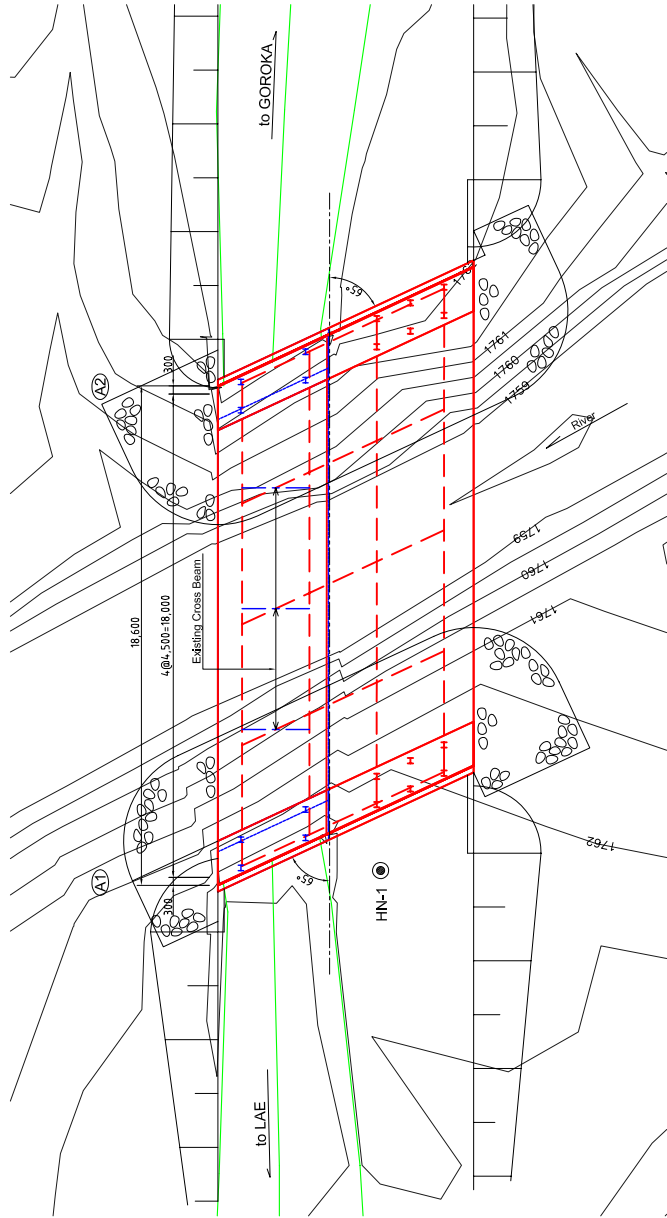 to GOROKA
A2
300
65°
1761
1760
1759
River
18,600
4@4,500=18,000
Existing Cross Beam
1759
1760
1761
A1
300
65°
1762
HN-1
to LAE